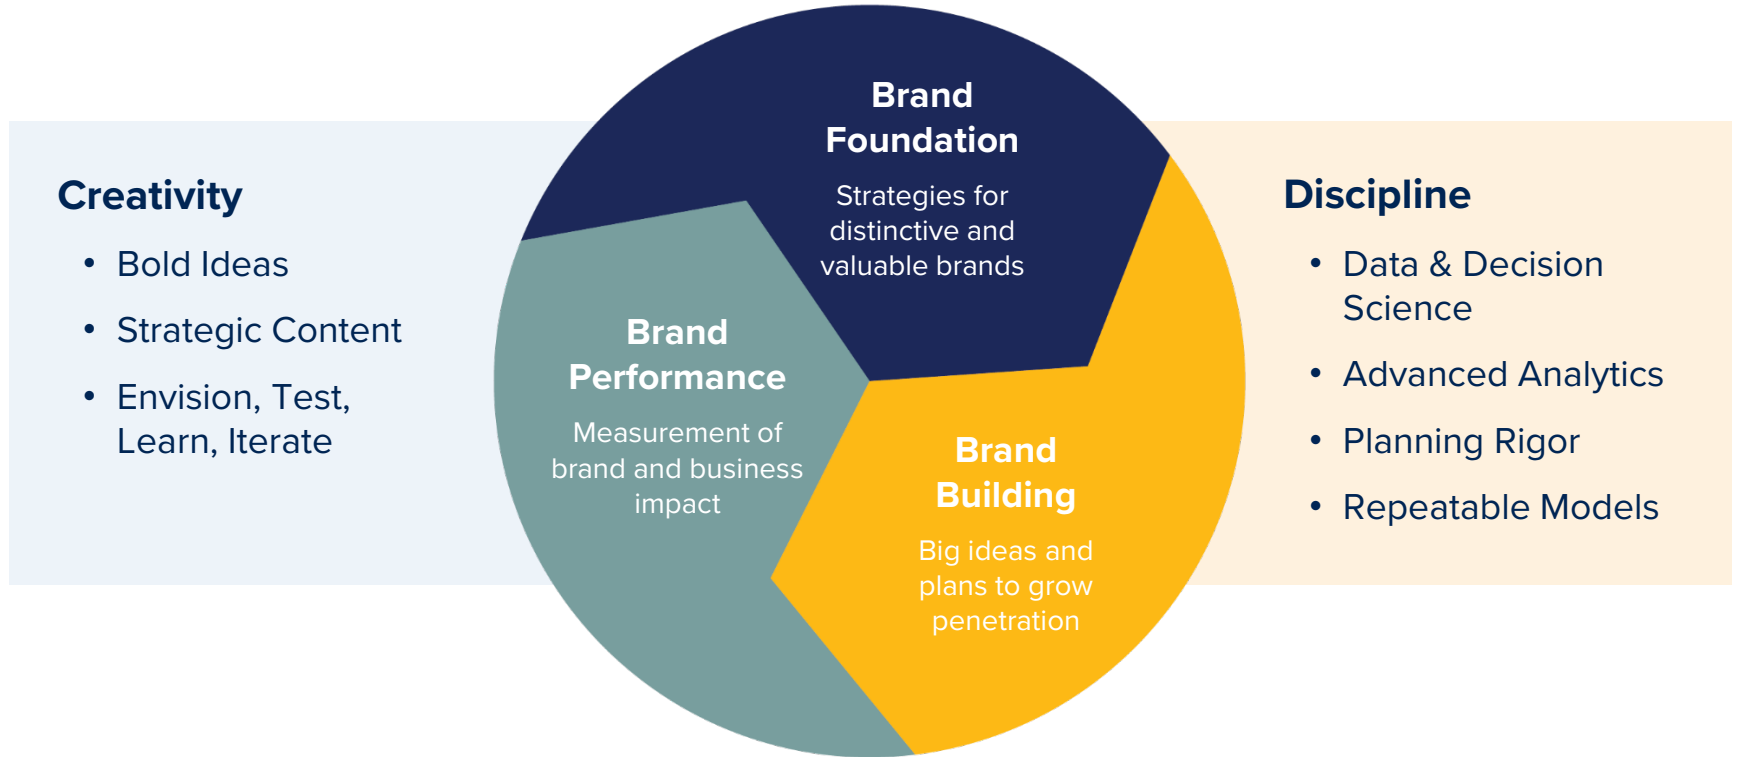 Creativity
• Bold Ideas
• Strategic Content
• Envision, Test,
Learn, Iterate
Brand
Foundation
Strategies for
distinctive and
valuable brands
Brand
Performance
Measurement of
brand and business
impact
Brand
Building
Big ideas and
plans to grow
penetration
Discipline
• Data & Decision
Science
• Advanced Analytics
• Planning Rigor
• Repeatable Models